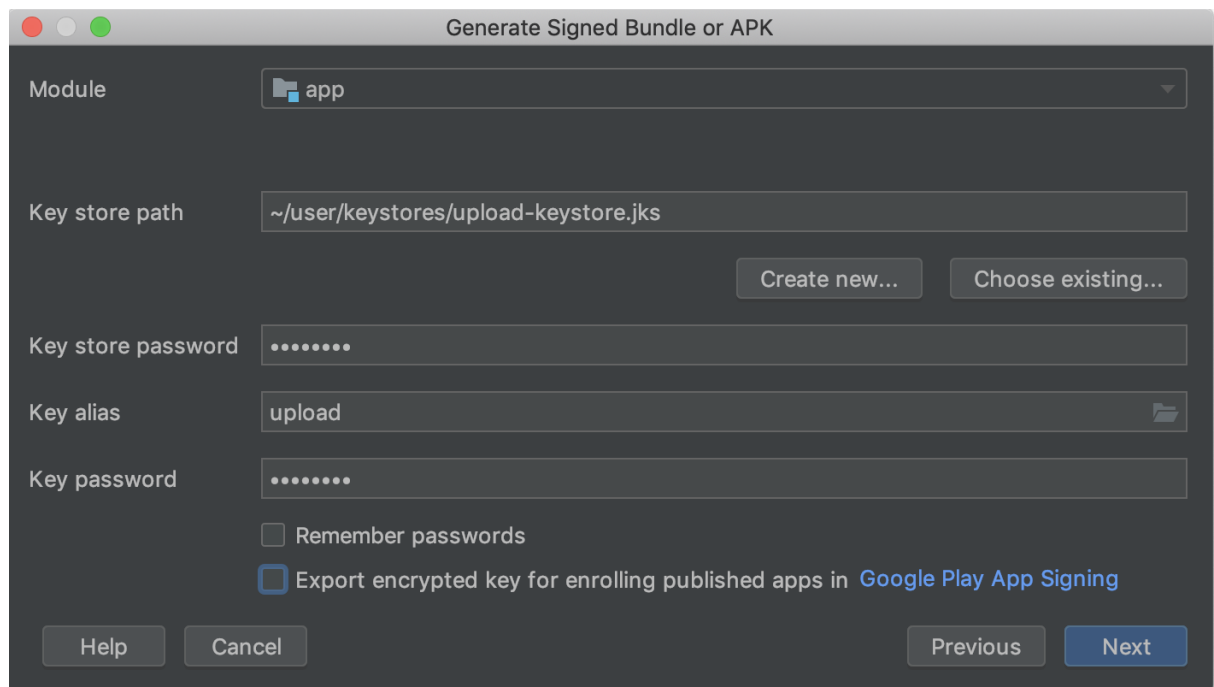 Generate Signed Bundle or APK
Module app
Key store path ~/user/keystores/upload-keystore.jks
Create new... Choose existing...
Key store password ••••••••
Key alias upload
Key password ••••••••
Remember passwords
Export encrypted key for enrolling published apps in Google Play App Signing
Help Cancel Previous Next